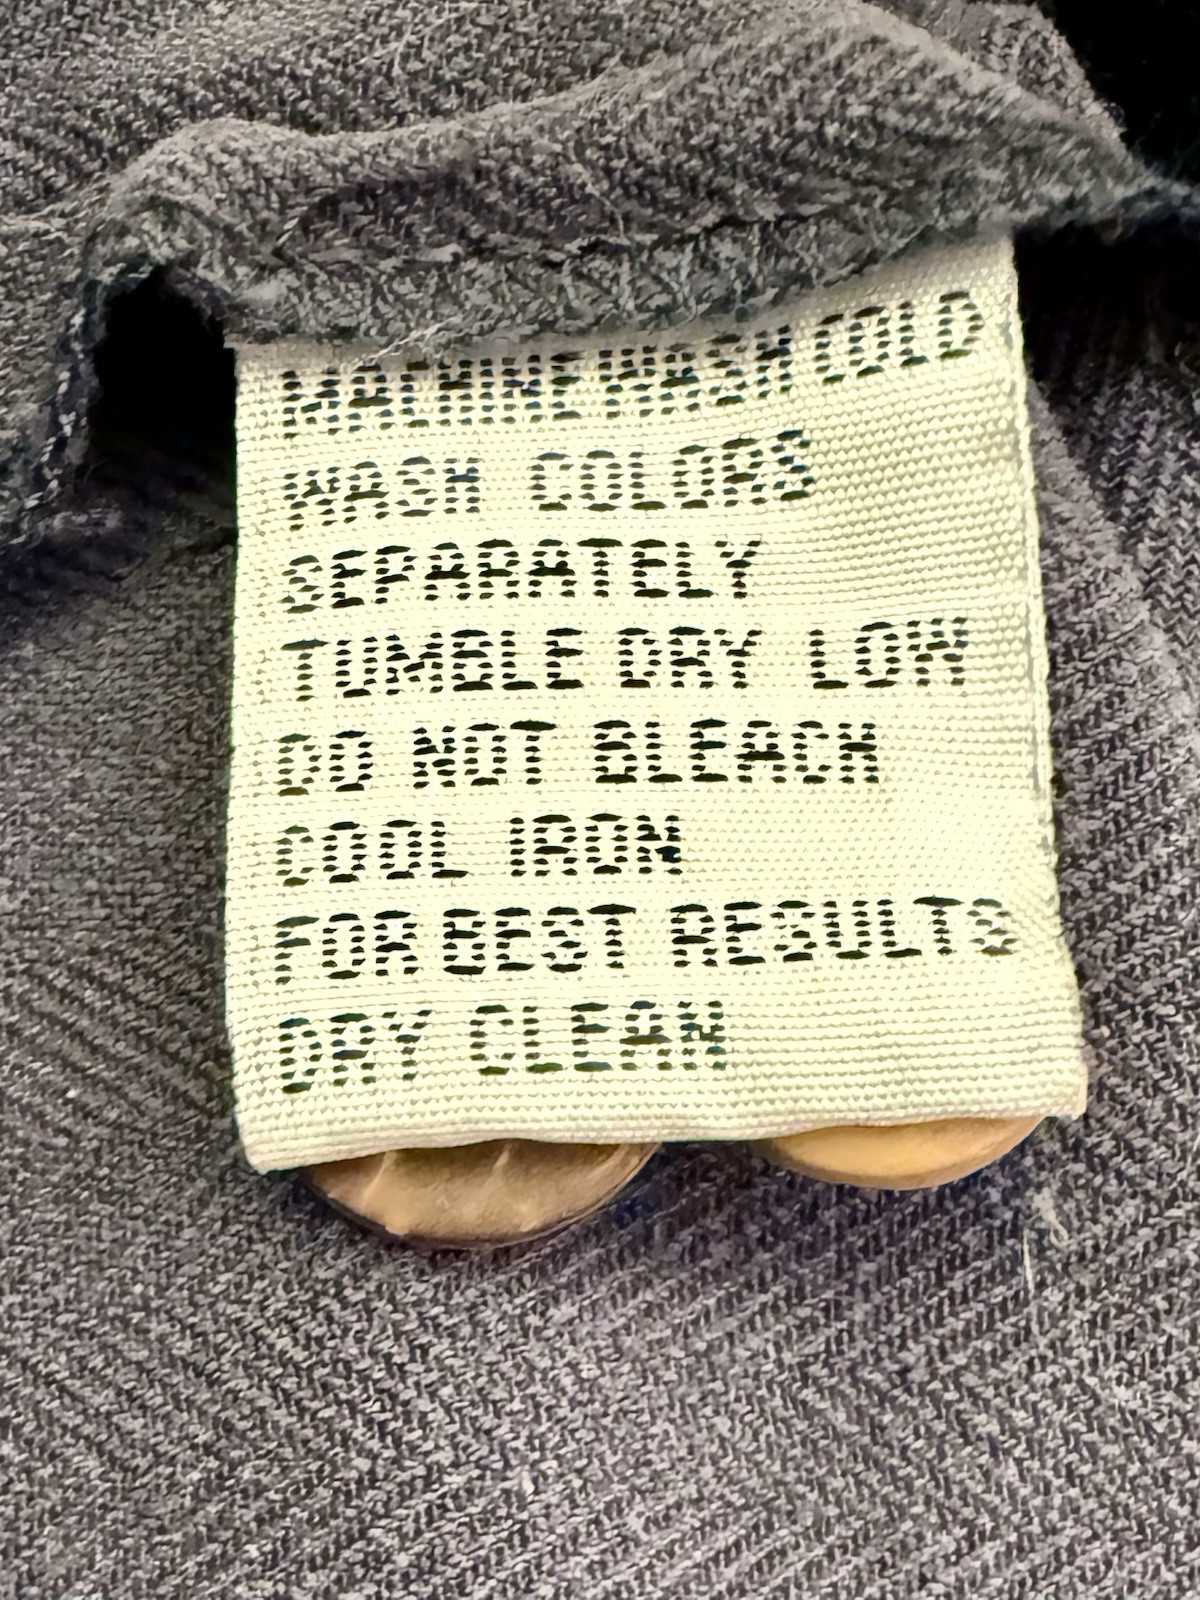 MACHINE WASH COLD
WASH COLORS
SEPARATELY
TUMBLE DRY LOW
DO NOT BLEACH
COOL IRON
FOR BEST RESULTS
DRY CLEAN